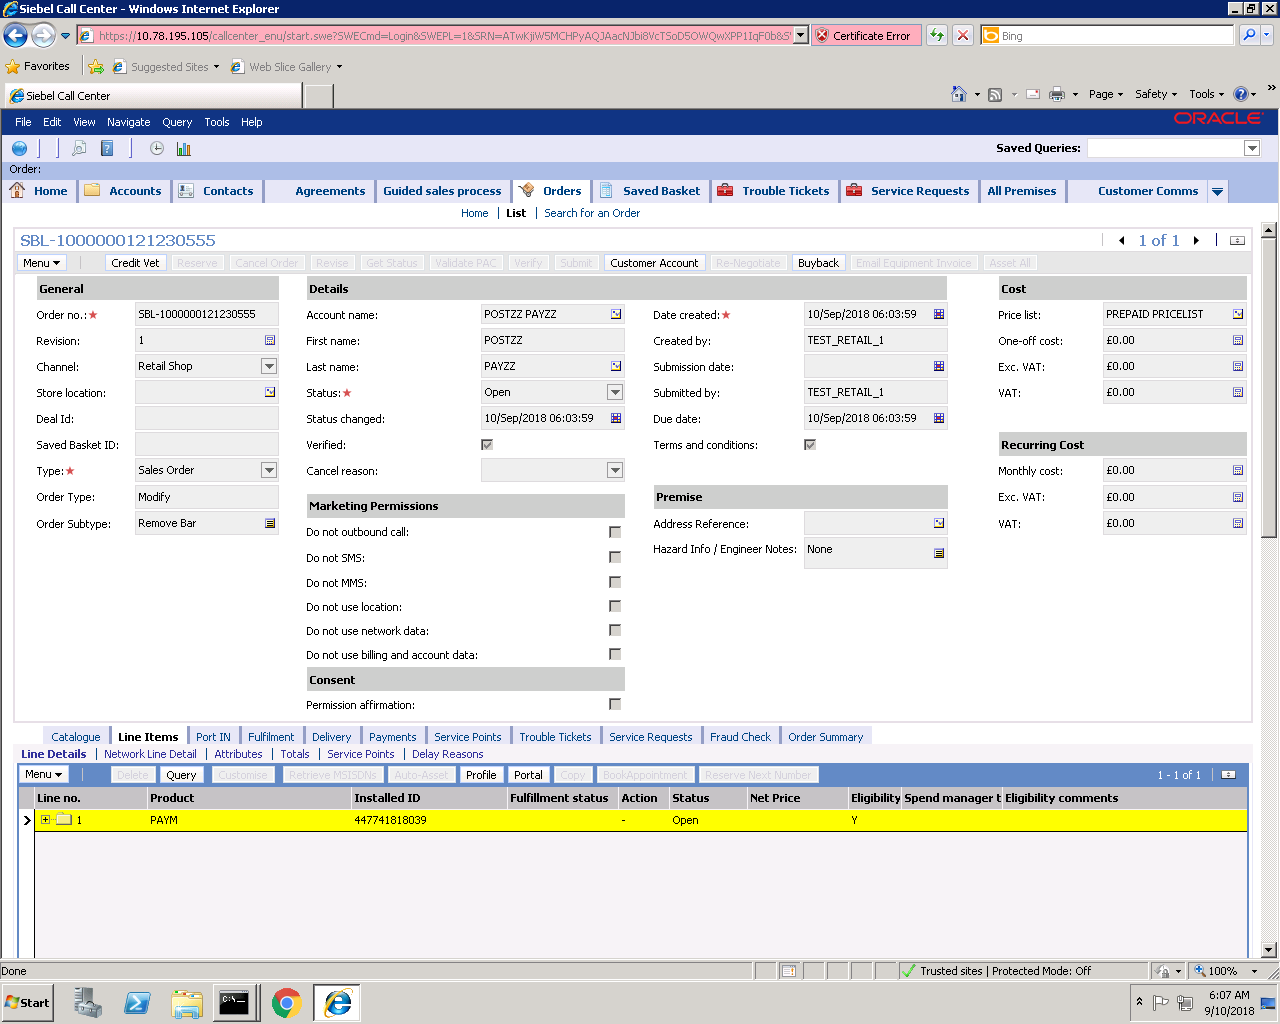 Siebel Call Center - Windows Internet Explorer
Certificate Error
Bing
Favorites
Suggested Sites
Web Slice Gallery
Siebel Call Center
Page
Safety
Tools
File Edit View Navigate Query Tools Help
ORACLE
Saved Queries:
Order:
Home Accounts Contacts Agreements Guided sales process Orders Saved Basket Trouble Tickets Service Requests All Premises Customer Comms
Home | List | Search for an Order
SBL-1000000121230555
1 of 1
Menu Credit Vet Reserve Cancel Order Revise Get Status Validate PAC Verify Submit Customer Account Re-Negotiate Buyback Email Equipment Invoice Asset All
General
Order no.:★ SBL-1000000121230555
Revision: 1
Channel: Retail Shop
Store location:
Deal Id:
Saved Basket ID:
Type:★ Sales Order
Order Type: Modify
Order Subtype: Remove Bar
Details
Account name: POSTZZ PAYZZ
First name: POSTZZ
Last name: PAYZZ
Status:★ Open
Status changed: 10/Sep/2018 06:03:59
Verified:
Cancel reason:
Marketing Permissions
Do not outbound call:
Do not SMS:
Do not MMS:
Do not use location:
Do not use network data:
Do not use billing and account data:
Consent
Permission affirmation:
Date created:★ 10/Sep/2018 06:03:59
Created by: TEST_RETAIL_1
Submission date:
Submitted by: TEST_RETAIL_1
Due date: 10/Sep/2018 06:03:59
Terms and conditions:
Premise
Address Reference:
Hazard Info / Engineer Notes: None
Cost
Price list: PREPAID PRICELIST
One-off cost: £0.00
Exc. VAT: £0.00
VAT: £0.00
Recurring Cost
Monthly cost: £0.00
Exc. VAT: £0.00
VAT: £0.00
Catalogue Line Items Port IN Fulfilment Delivery Payments Service Points Trouble Tickets Service Requests Fraud Check Order Summary
Line Details | Network Line Detail | Attributes | Totals | Service Points | Delay Reasons
Menu Delete Query Customise Retrieve MSISDNs Auto-Asset Profile Portal Copy BookAppointment Reserve Next Number
1 - 1 of 1
Line no. Product Installed ID Fulfillment status Action Status Net Price Eligibility Spend manager t Eligibility comments
1 PAYM 447741818039 - Open Y
Done
Trusted sites | Protected Mode: Off
100%
Start
6:07 AM
9/10/2018